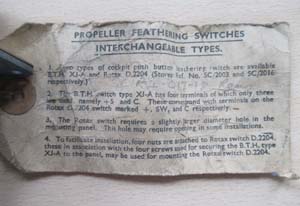 PROPELLER FEATHERING SWITCHES
INTERCHANGEABLE TYPES.
1. Two types of cockpit push button feathering switch are available
B.T.H. XJ-A and Rotax D.2204 (Stores Ref. No. 5C/2003 and 5C/2016
respectively.)
2. The B.T.H. switch type XJ-A has four terminals of which only three
are used, namely +, S and C. These correspond with terminals on the
Rotax D.2204 switch marked +, SW, and C respectively.
3. The Rotax switch requires a slightly larger diameter hole in the
mounting panel. The hole may require opening in some installations.
4. To facilitate installation, four nuts are attached to Rotax switch D.2204,
these in association with the four screws used for securing the B.T.H. type
XJ-A to the panel, may be used for mounting the Rotax D.2204.